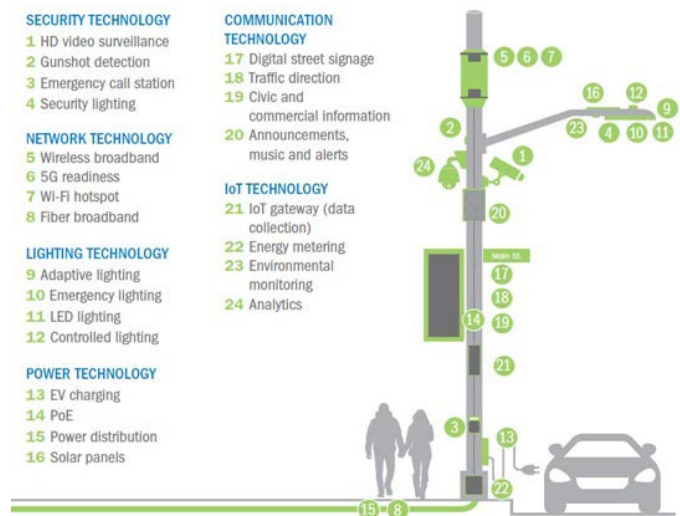 SECURITY TECHNOLOGY
1 HD video surveillance
2 Gunshot detection
3 Emergency call station
4 Security lighting
NETWORK TECHNOLOGY
5 Wireless broadband
6 5G readiness
7 Wi-Fi hotspot
8 Fiber broadband
LIGHTING TECHNOLOGY
9 Adaptive lighting
10 Emergency lighting
11 LED lighting
12 Controlled lighting
POWER TECHNOLOGY
13 EV charging
14 PoE
15 Power distribution
16 Solar panels
COMMUNICATION
TECHNOLOGY
17 Digital street signage
18 Traffic direction
19 Civic and
commercial information
20 Announcements,
music and alerts
IoT TECHNOLOGY
21 IoT gateway (data
collection)
22 Energy metering
23 Environmental
monitoring
24 Analytics
5 6 7
16 12
9
23 4 10 11
2
24 1
20
Main St.
17
18
14 19
21
3 13
22
15 8